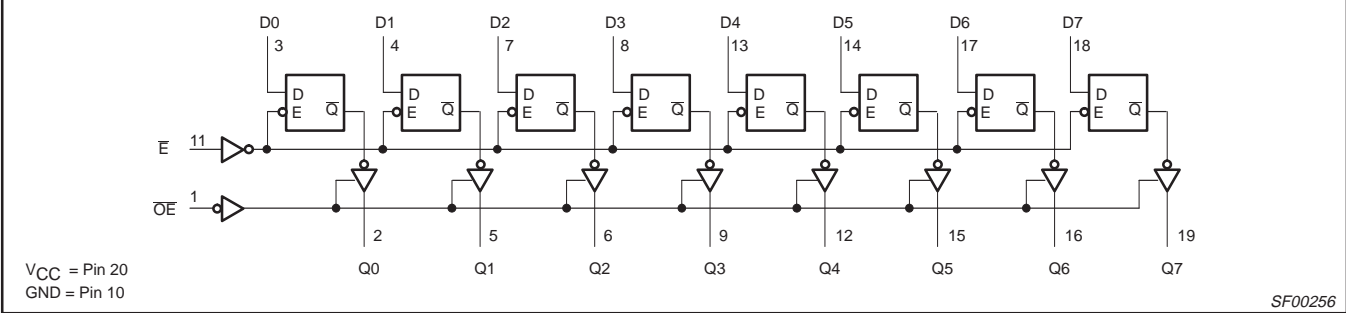 D0 D1 D2 D3 D4 D5 D6 D7
3 4 7 8 13 14 17 18
D D D D D D D D
E Q̅ E Q̅ E Q̅ E Q̅ E Q̅ E Q̅ E Q̅ E Q̅
E̅ 11
O̅E̅ 1
2 5 6 9 12 15 16 19
Q0 Q1 Q2 Q3 Q4 Q5 Q6 Q7
VCC = Pin 20
GND = Pin 10
SF00256